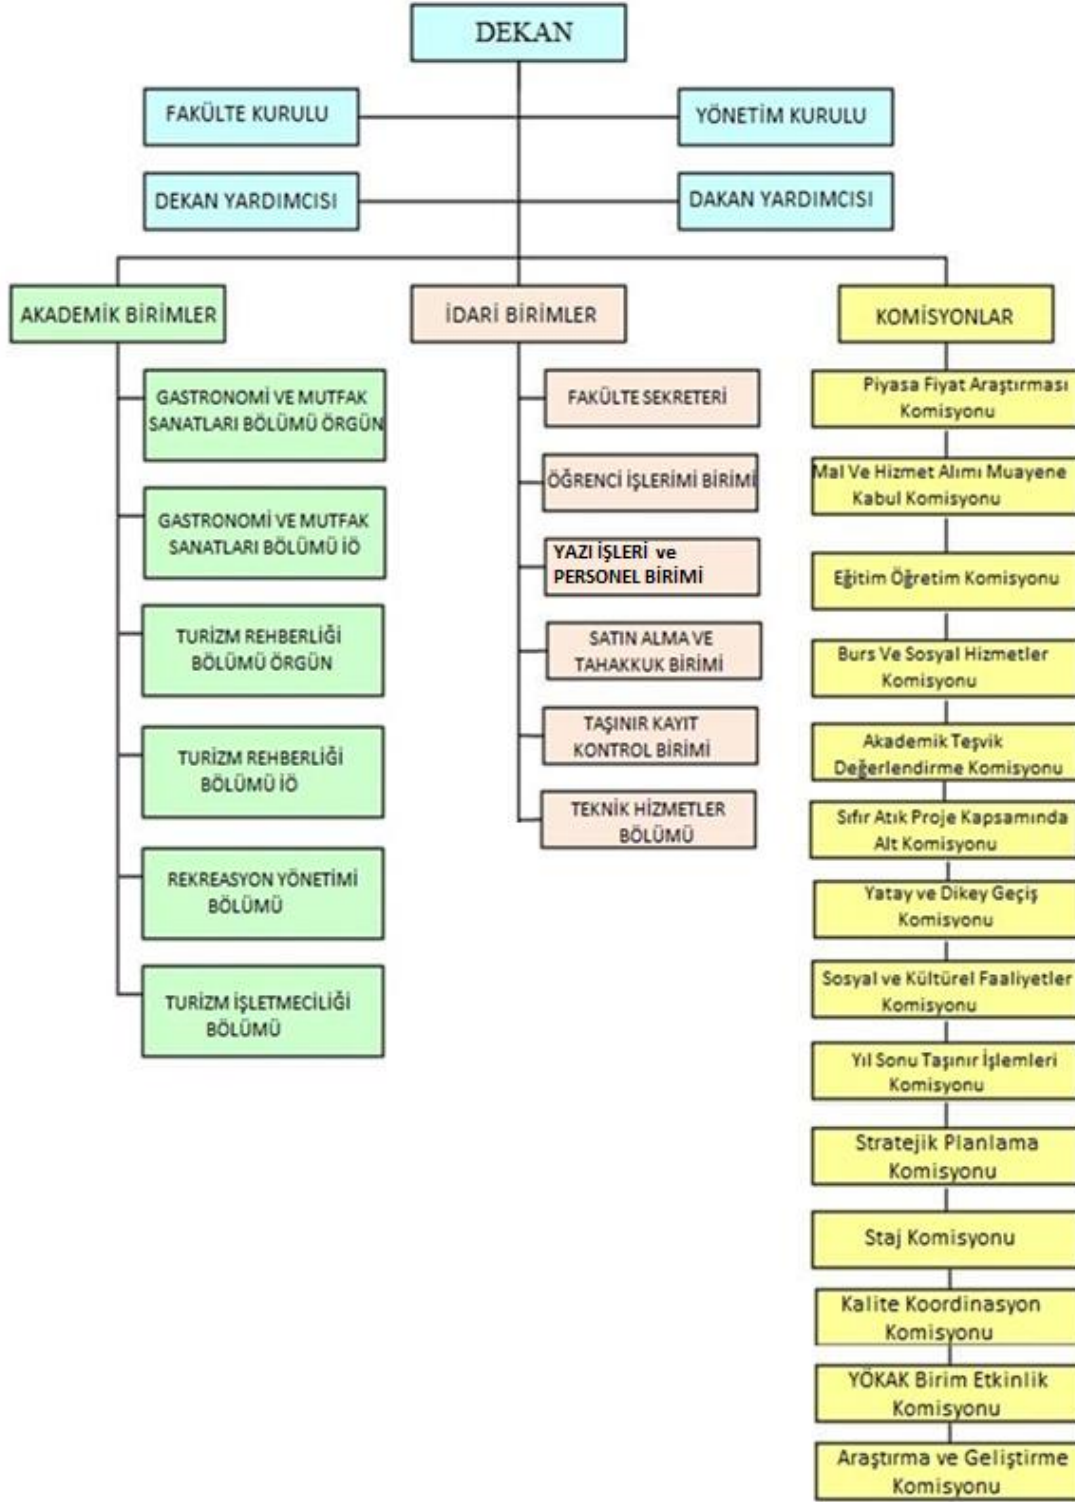 DEKAN
FAKÜLTE KURULU
YÖNETİM KURULU
DEKAN YARDIMCISI
DAKAN YARDIMCISI
AKADEMİK BİRİMLER
GASTRONOMİ VE MUTFAK
SANATLARI BÖLÜMÜ ÖRGÜN
GASTRONOMİ VE MUTFAK
SANATLARI BÖLÜMÜ İÖ
TURİZM REHBERLİĞİ
BÖLÜMÜ ÖRGÜN
TURİZM REHBERLİĞİ
BÖLÜMÜ İÖ
REKREASYON YÖNETİMİ
BÖLÜMÜ
TURİZM İŞLETMECİLİĞİ
BÖLÜMÜ
İDARİ BİRİMLER
FAKÜLTE SEKRETERİ
ÖĞRENCİ İŞLERİMİ BİRİMİ
YAZI İŞLERİ ve
PERSONEL BİRİMİ
SATIN ALMA VE
TAHAKKUK BİRİMİ
TAŞINIR KAYIT
KONTROL BİRİMİ
TEKNİK HİZMETLER
BÖLÜMÜ
KOMİSYONLAR
Piyasa Fiyat Araştırması
Komisyonu
Mal Ve Hizmet Alımı Muayene
Kabul Komisyonu
Eğitim Öğretim Komisyonu
Burs Ve Sosyal Hizmetler
Komisyonu
Akademik Teşvik
Değerlendirme Komisyonu
Sıfır Atık Proje Kapsamında
Alt Komisyonu
Yatay ve Dikey Geçiş
Komisyonu
Sosyal ve Kültürel Faaliyetler
Komisyonu
Yıl Sonu Taşınır İşlemleri
Komisyonu
Stratejik Planlama
Komisyonu
Staj Komisyonu
Kalite Koordinasyon
Komisyonu
YÖKAK Birim Etkinlik
Komisyonu
Araştırma ve Geliştirme
Komisyonu